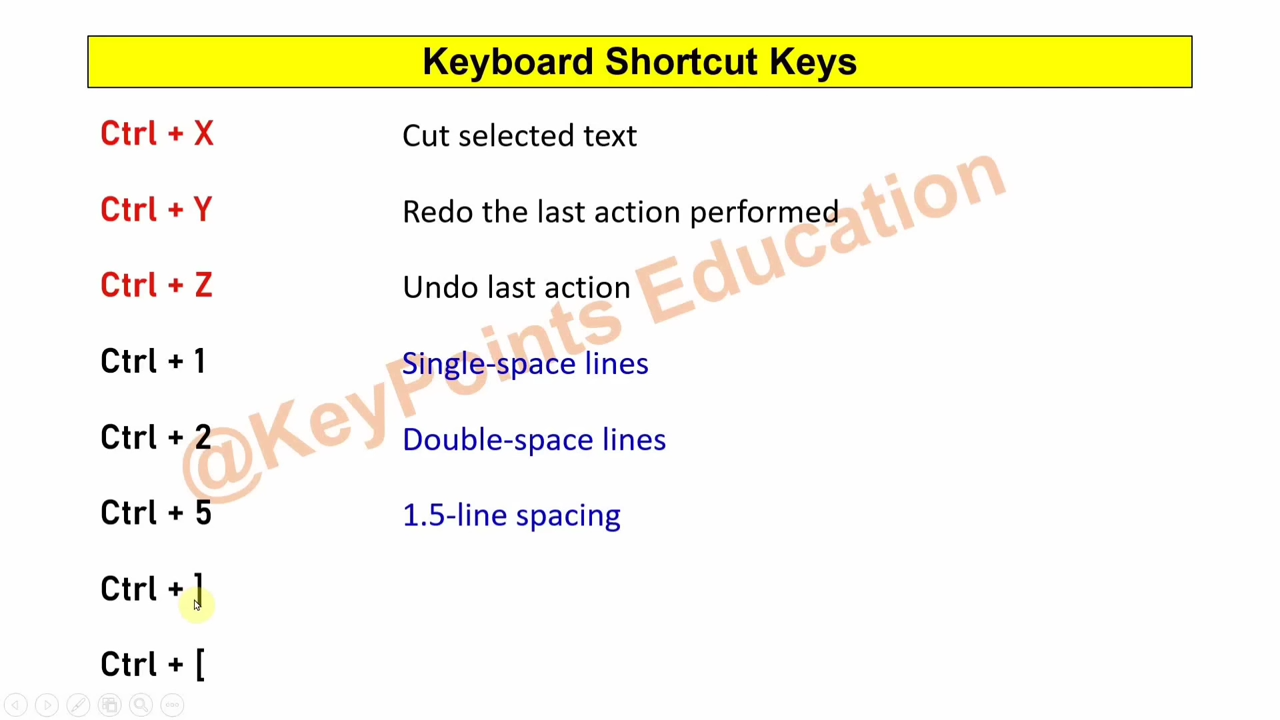 Keyboard Shortcut Keys
Ctrl + X Cut selected text
Ctrl + Y Redo the last action performed
Ctrl + Z Undo last action
Ctrl + 1 Single-space lines
Ctrl + 2 Double-space lines
Ctrl + 5 1.5-line spacing
Ctrl + ]
Ctrl + [
@KeyPoints Education